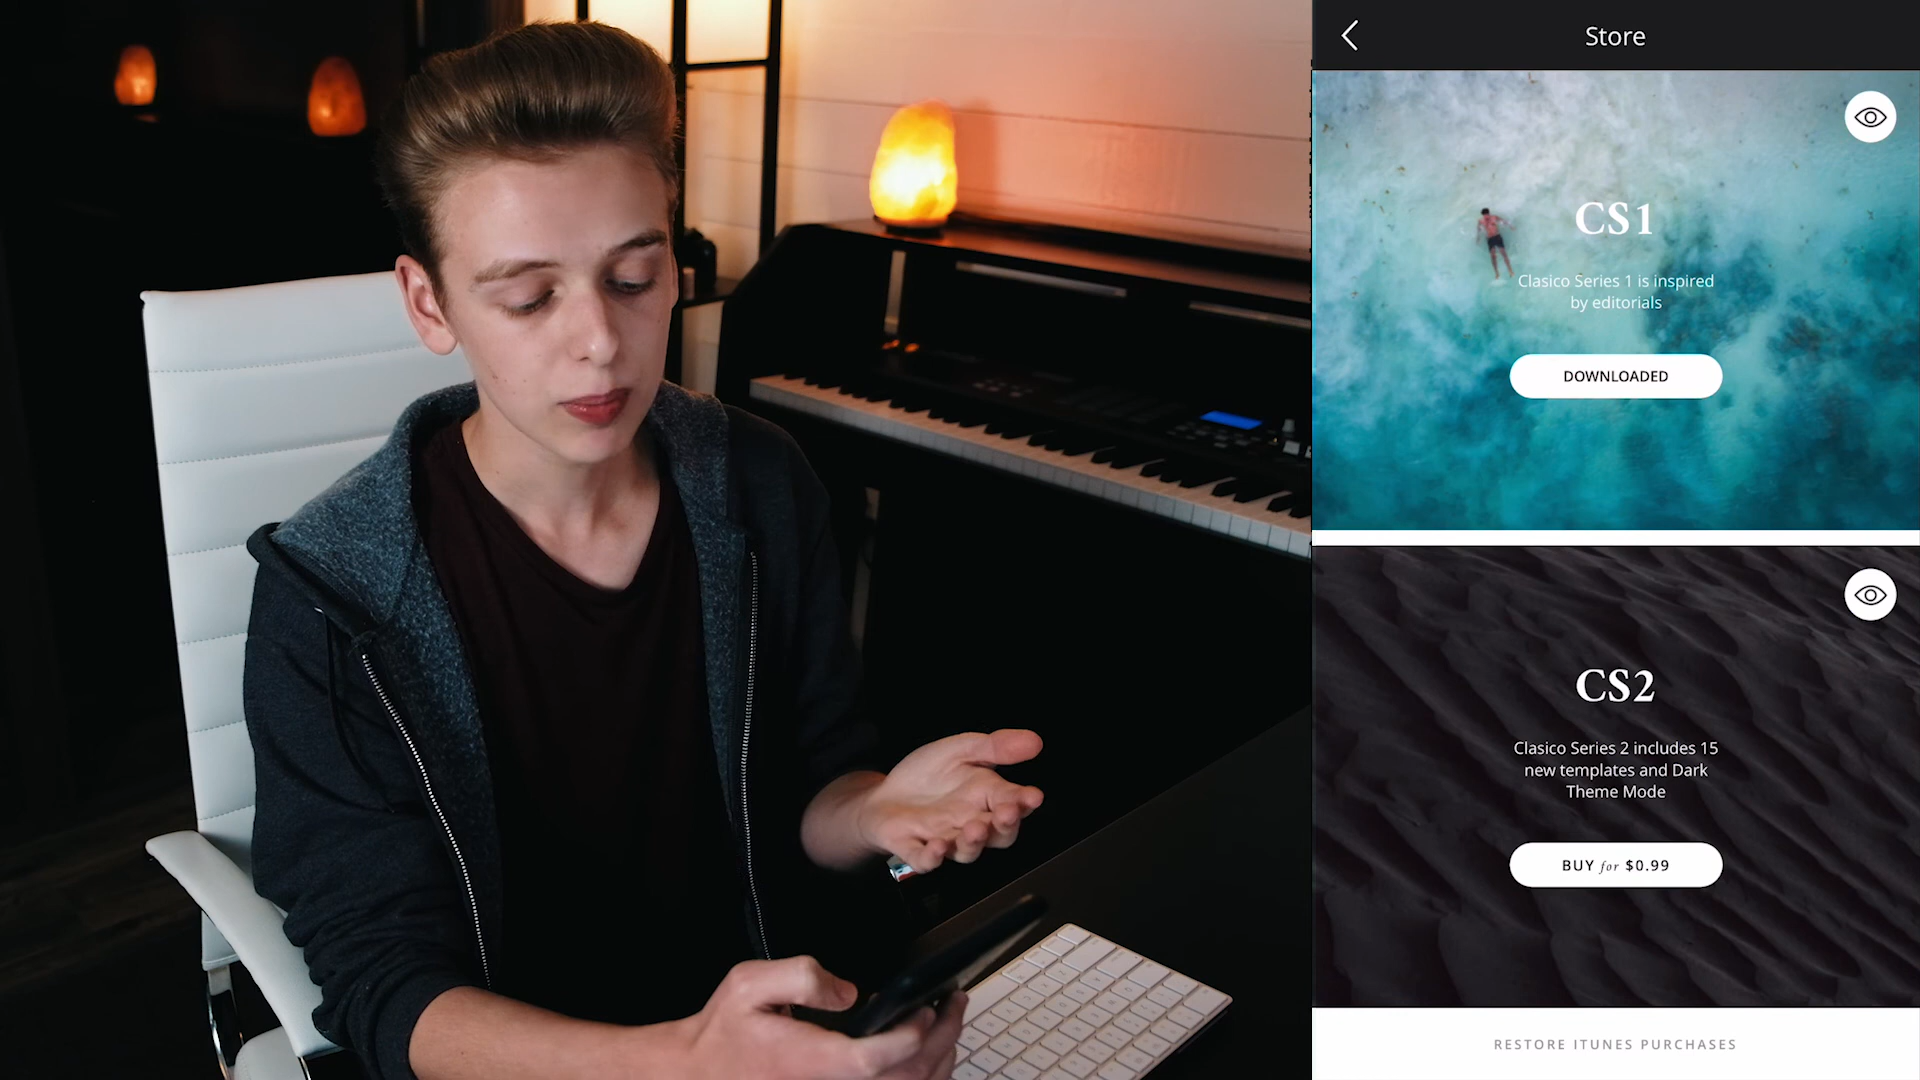 Store
CS1
Clasico Series 1 is inspired
by editorials
DOWNLOADED
CS2
Clasico Series 2 includes 15
new templates and Dark
Theme Mode
BUY for $0.99
RESTORE ITUNES PURCHASES